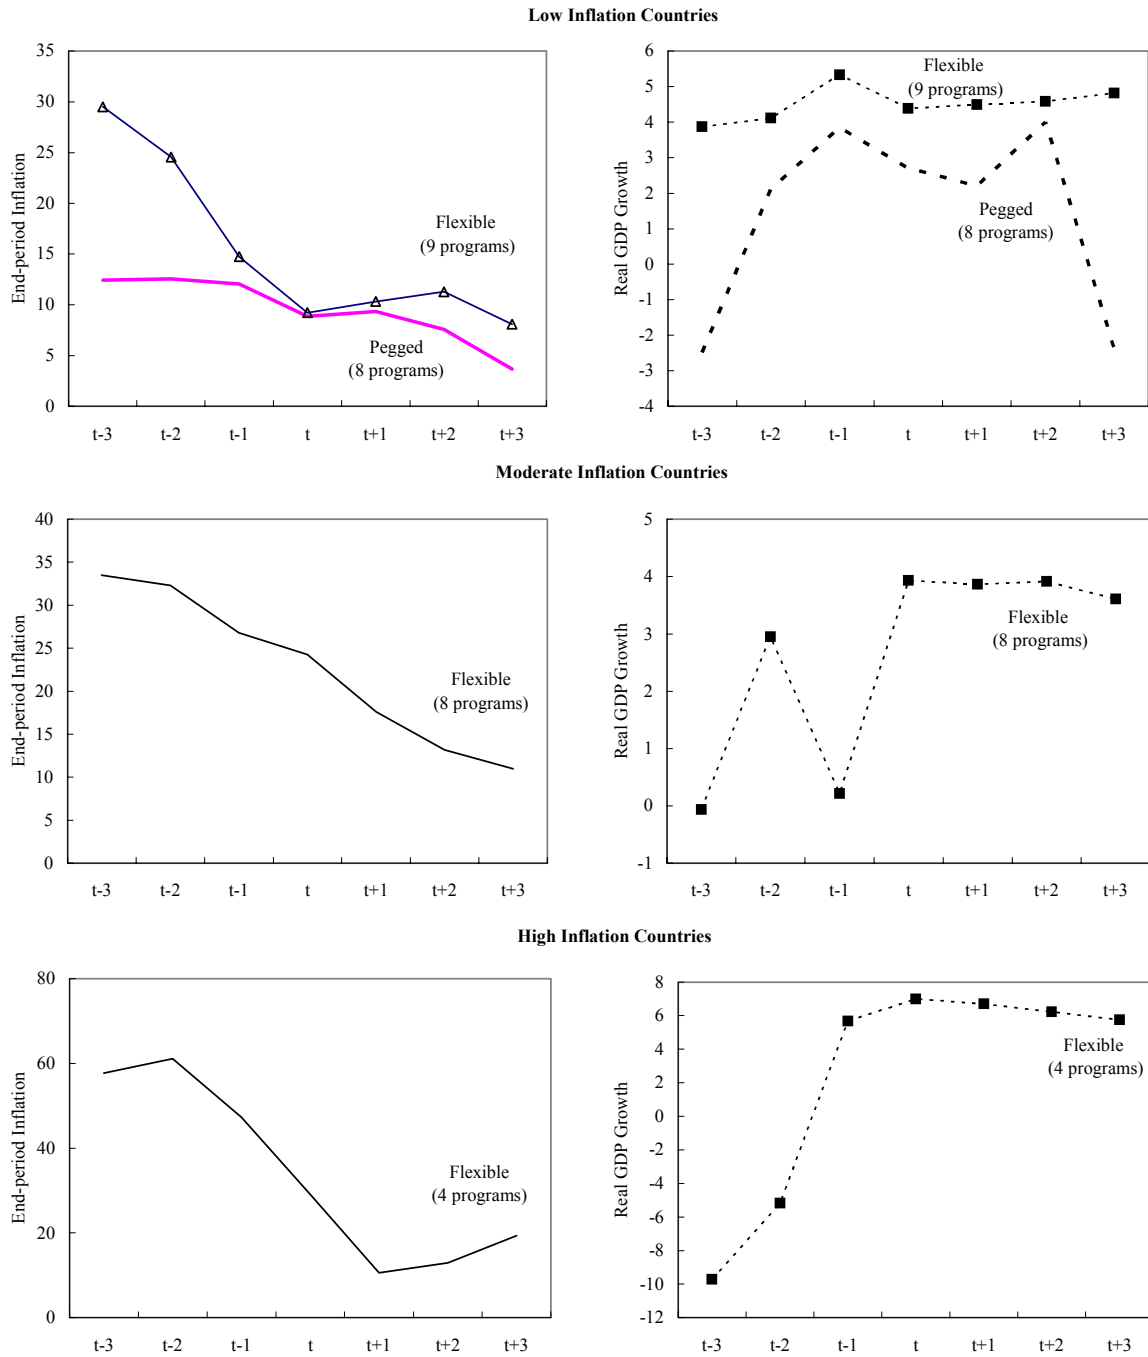 Low Inflation Countries
End-period Inflation
35
30
25
20
15
10
5
0
Flexible
(9 programs)
Pegged
(8 programs)
t-3 t-2 t-1 t t+1 t+2 t+3
Real GDP Growth
6
5
4
3
2
1
0
-1
-2
-3
-4
Flexible
(9 programs)
Pegged
(8 programs)
t-3 t-2 t-1 t t+1 t+2 t+3
Moderate Inflation Countries
End-period Inflation
40
35
30
25
20
15
10
5
0
Flexible
(8 programs)
t-3 t-2 t-1 t t+1 t+2 t+3
Real GDP Growth
5
4
3
2
1
0
-1
Flexible
(8 programs)
t-3 t-2 t-1 t t+1 t+2 t+3
High Inflation Countries
End-period Inflation
80
60
40
20
0
Flexible
(4 programs)
t-3 t-2 t-1 t t+1 t+2 t+3
Real GDP Growth
8
6
4
2
0
-2
-4
-6
-8
-10
-12
Flexible
(4 programs)
t-3 t-2 t-1 t t+1 t+2 t+3